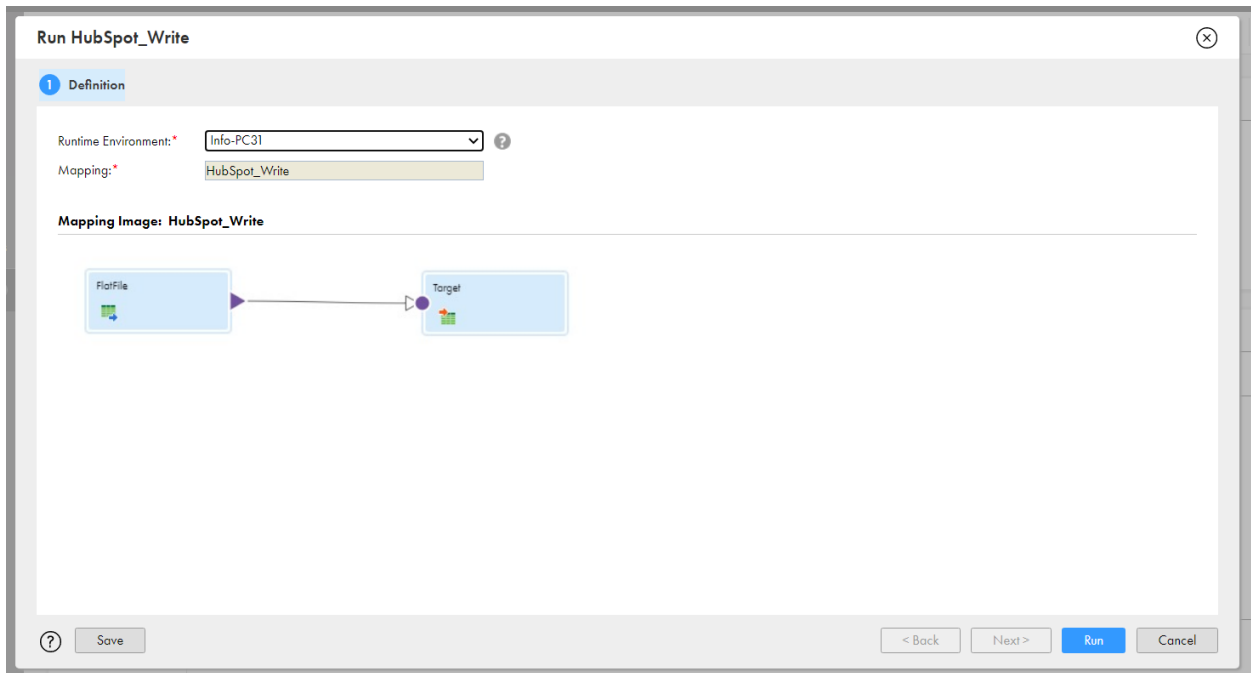 Run HubSpot_Write
1 Definition
Runtime Environment:* Info-PC31 ?
Mapping:* HubSpot_Write
Mapping Image: HubSpot_Write
FlatFile
Target
? Save < Back Next > Run Cancel